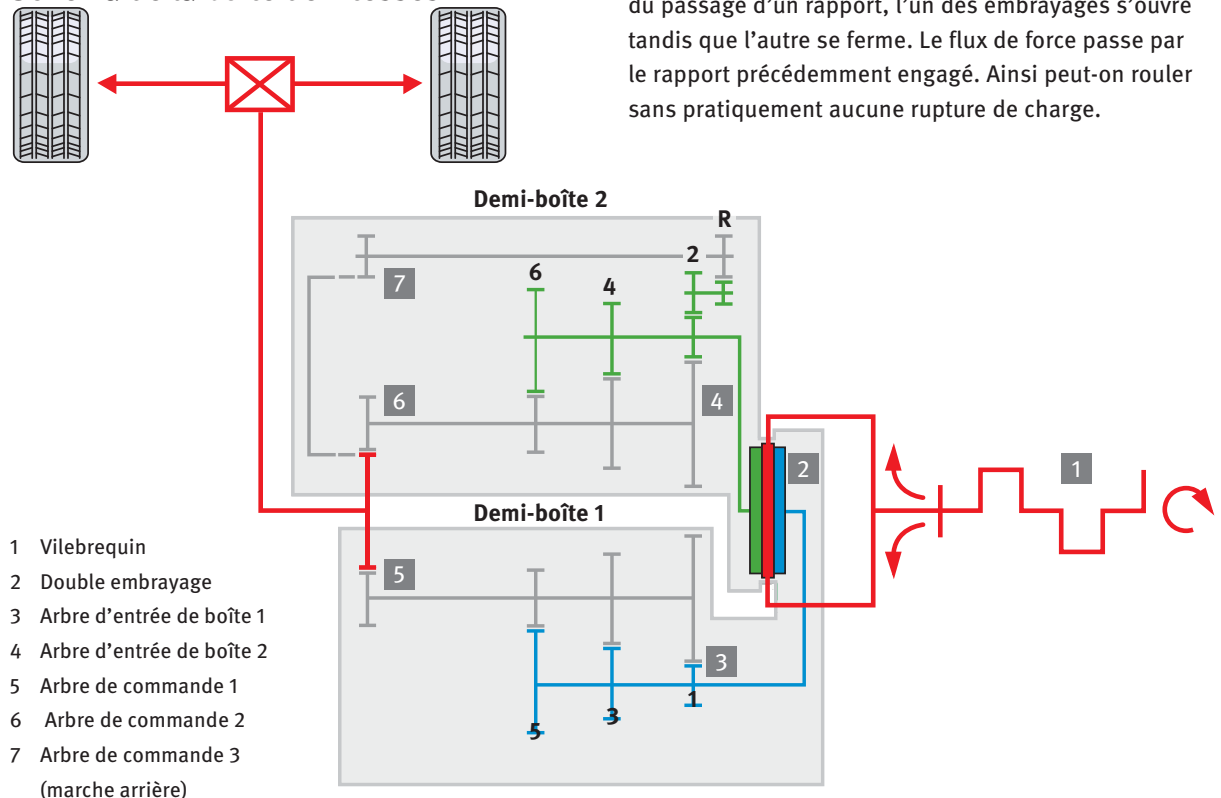 du passage d'un rapport, l'un des embrayages s'ouvre
tandis que l'autre se ferme. Le flux de force passe par
le rapport précédemment engagé. Ainsi peut-on rouler
sans pratiquement aucune rupture de charge.
Demi-boîte 2
R
2
6
4
7
6
4
2
1
Demi-boîte 1
5
3
1
3
5
1 Vilebrequin
2 Double embrayage
3 Arbre d'entrée de boîte 1
4 Arbre d'entrée de boîte 2
5 Arbre de commande 1
6 Arbre de commande 2
7 Arbre de commande 3
(marche arrière)